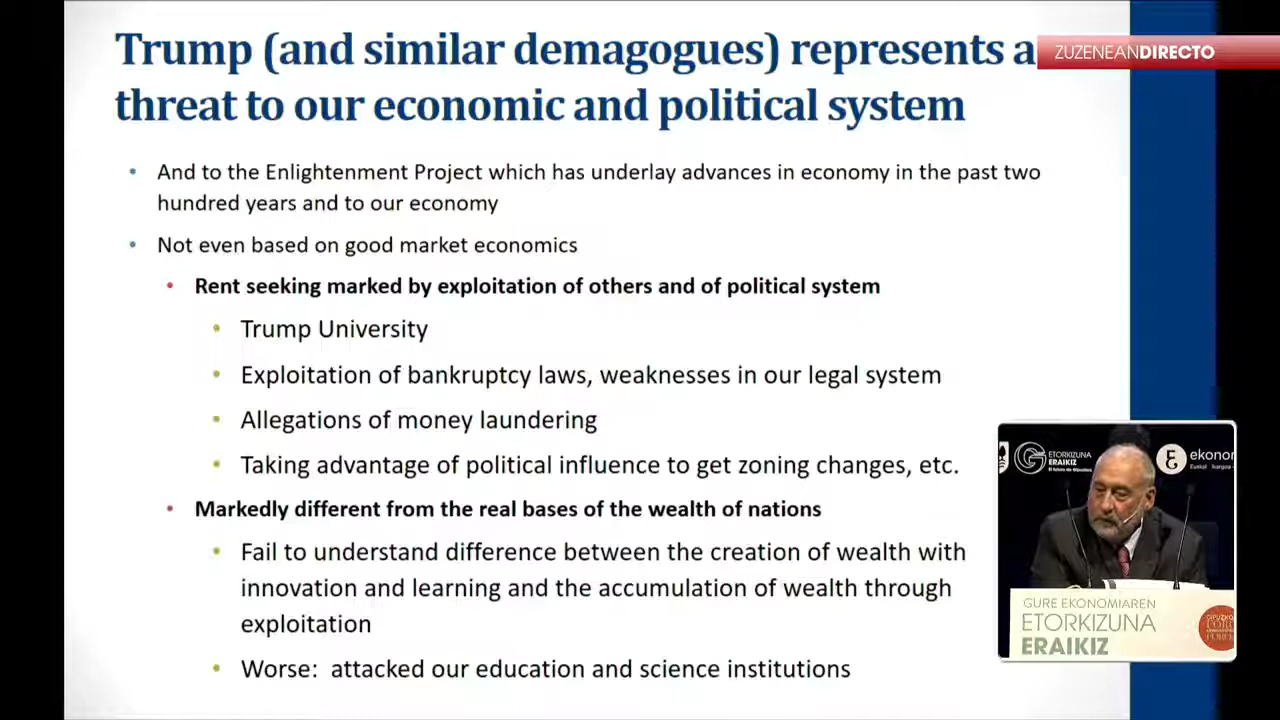 Trump (and similar demagogues) represents a
threat to our economic and political system
ZUZENEANDIRECTO
• And to the Enlightenment Project which has underlay advances in economy in the past two
hundred years and to our economy
• Not even based on good market economics
• Rent seeking marked by exploitation of others and of political system
• Trump University
• Exploitation of bankruptcy laws, weaknesses in our legal system
• Allegations of money laundering
• Taking advantage of political influence to get zoning changes, etc.
• Markedly different from the real bases of the wealth of nations
• Fail to understand difference between the creation of wealth with
innovation and learning and the accumulation of wealth through
exploitation
• Worse: attacked our education and science institutions
ETORKIZUNA
ERAIKIZ
ekonor
GURE EKONOMIAREN
ETORKIZUNA
ERAIKIZ